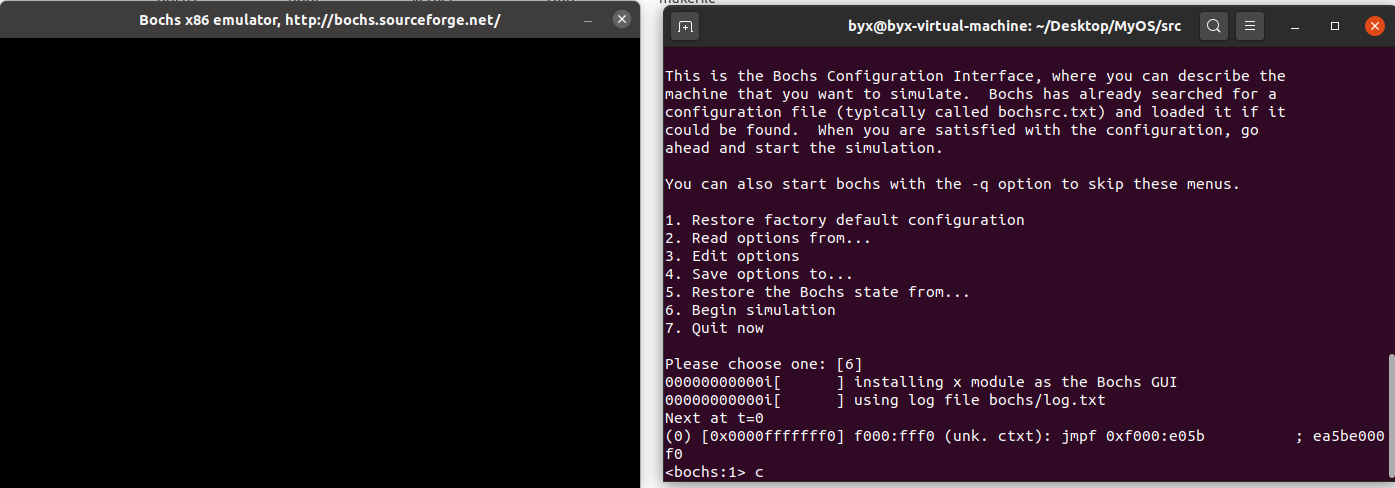 Bochs x86 emulator, http://bochs.sourceforge.net/
byx@byx-virtual-machine: ~/Desktop/MyOS/src
This is the Bochs Configuration Interface, where you can describe the
machine that you want to simulate.  Bochs has already searched for a
configuration file (typically called bochsrc.txt) and loaded it if it
could be found.  When you are satisfied with the configuration, go
ahead and start the simulation.
You can also start bochs with the -q option to skip these menus.
1. Restore factory default configuration
2. Read options from...
3. Edit options
4. Save options to...
5. Restore the Bochs state from...
6. Begin simulation
7. Quit now
Please choose one: [6]
00000000000i[      ] installing x module as the Bochs GUI
00000000000i[      ] using log file bochs/log.txt
Next at t=0
(0) [0x0000fffffff0] f000:fff0 (unk. ctxt): jmpf 0xf000:e05b          ; ea5be000
f0
<bochs:1> c